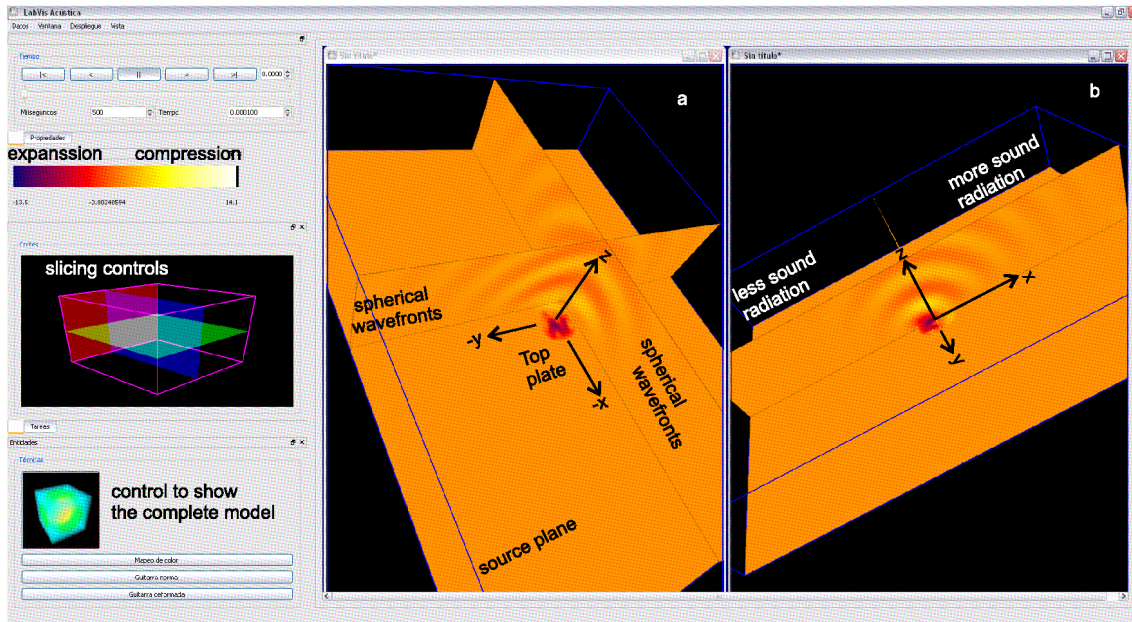 LabVis Acústica
Datos Ventana Despliegue Vista
Tiempo
|< < || > >| 0.0000
Milisegundos 500 Tiempo 0.000100
Propiedades
expanssion compression
-13.5 -3.00240594 14.1
Cortes
slicing controls
Tareas
Entidades
Técnicas
control to show
the complete model
Mapeo de color
Guitarra normal
Guitarra deformada
Sin título*
a
spherical
wavefronts
z
-y
Top
plate
-x
spherical
wavefronts
source plane
Sin título*
b
more sound
radiation
less sound
radiation
z
x
-y